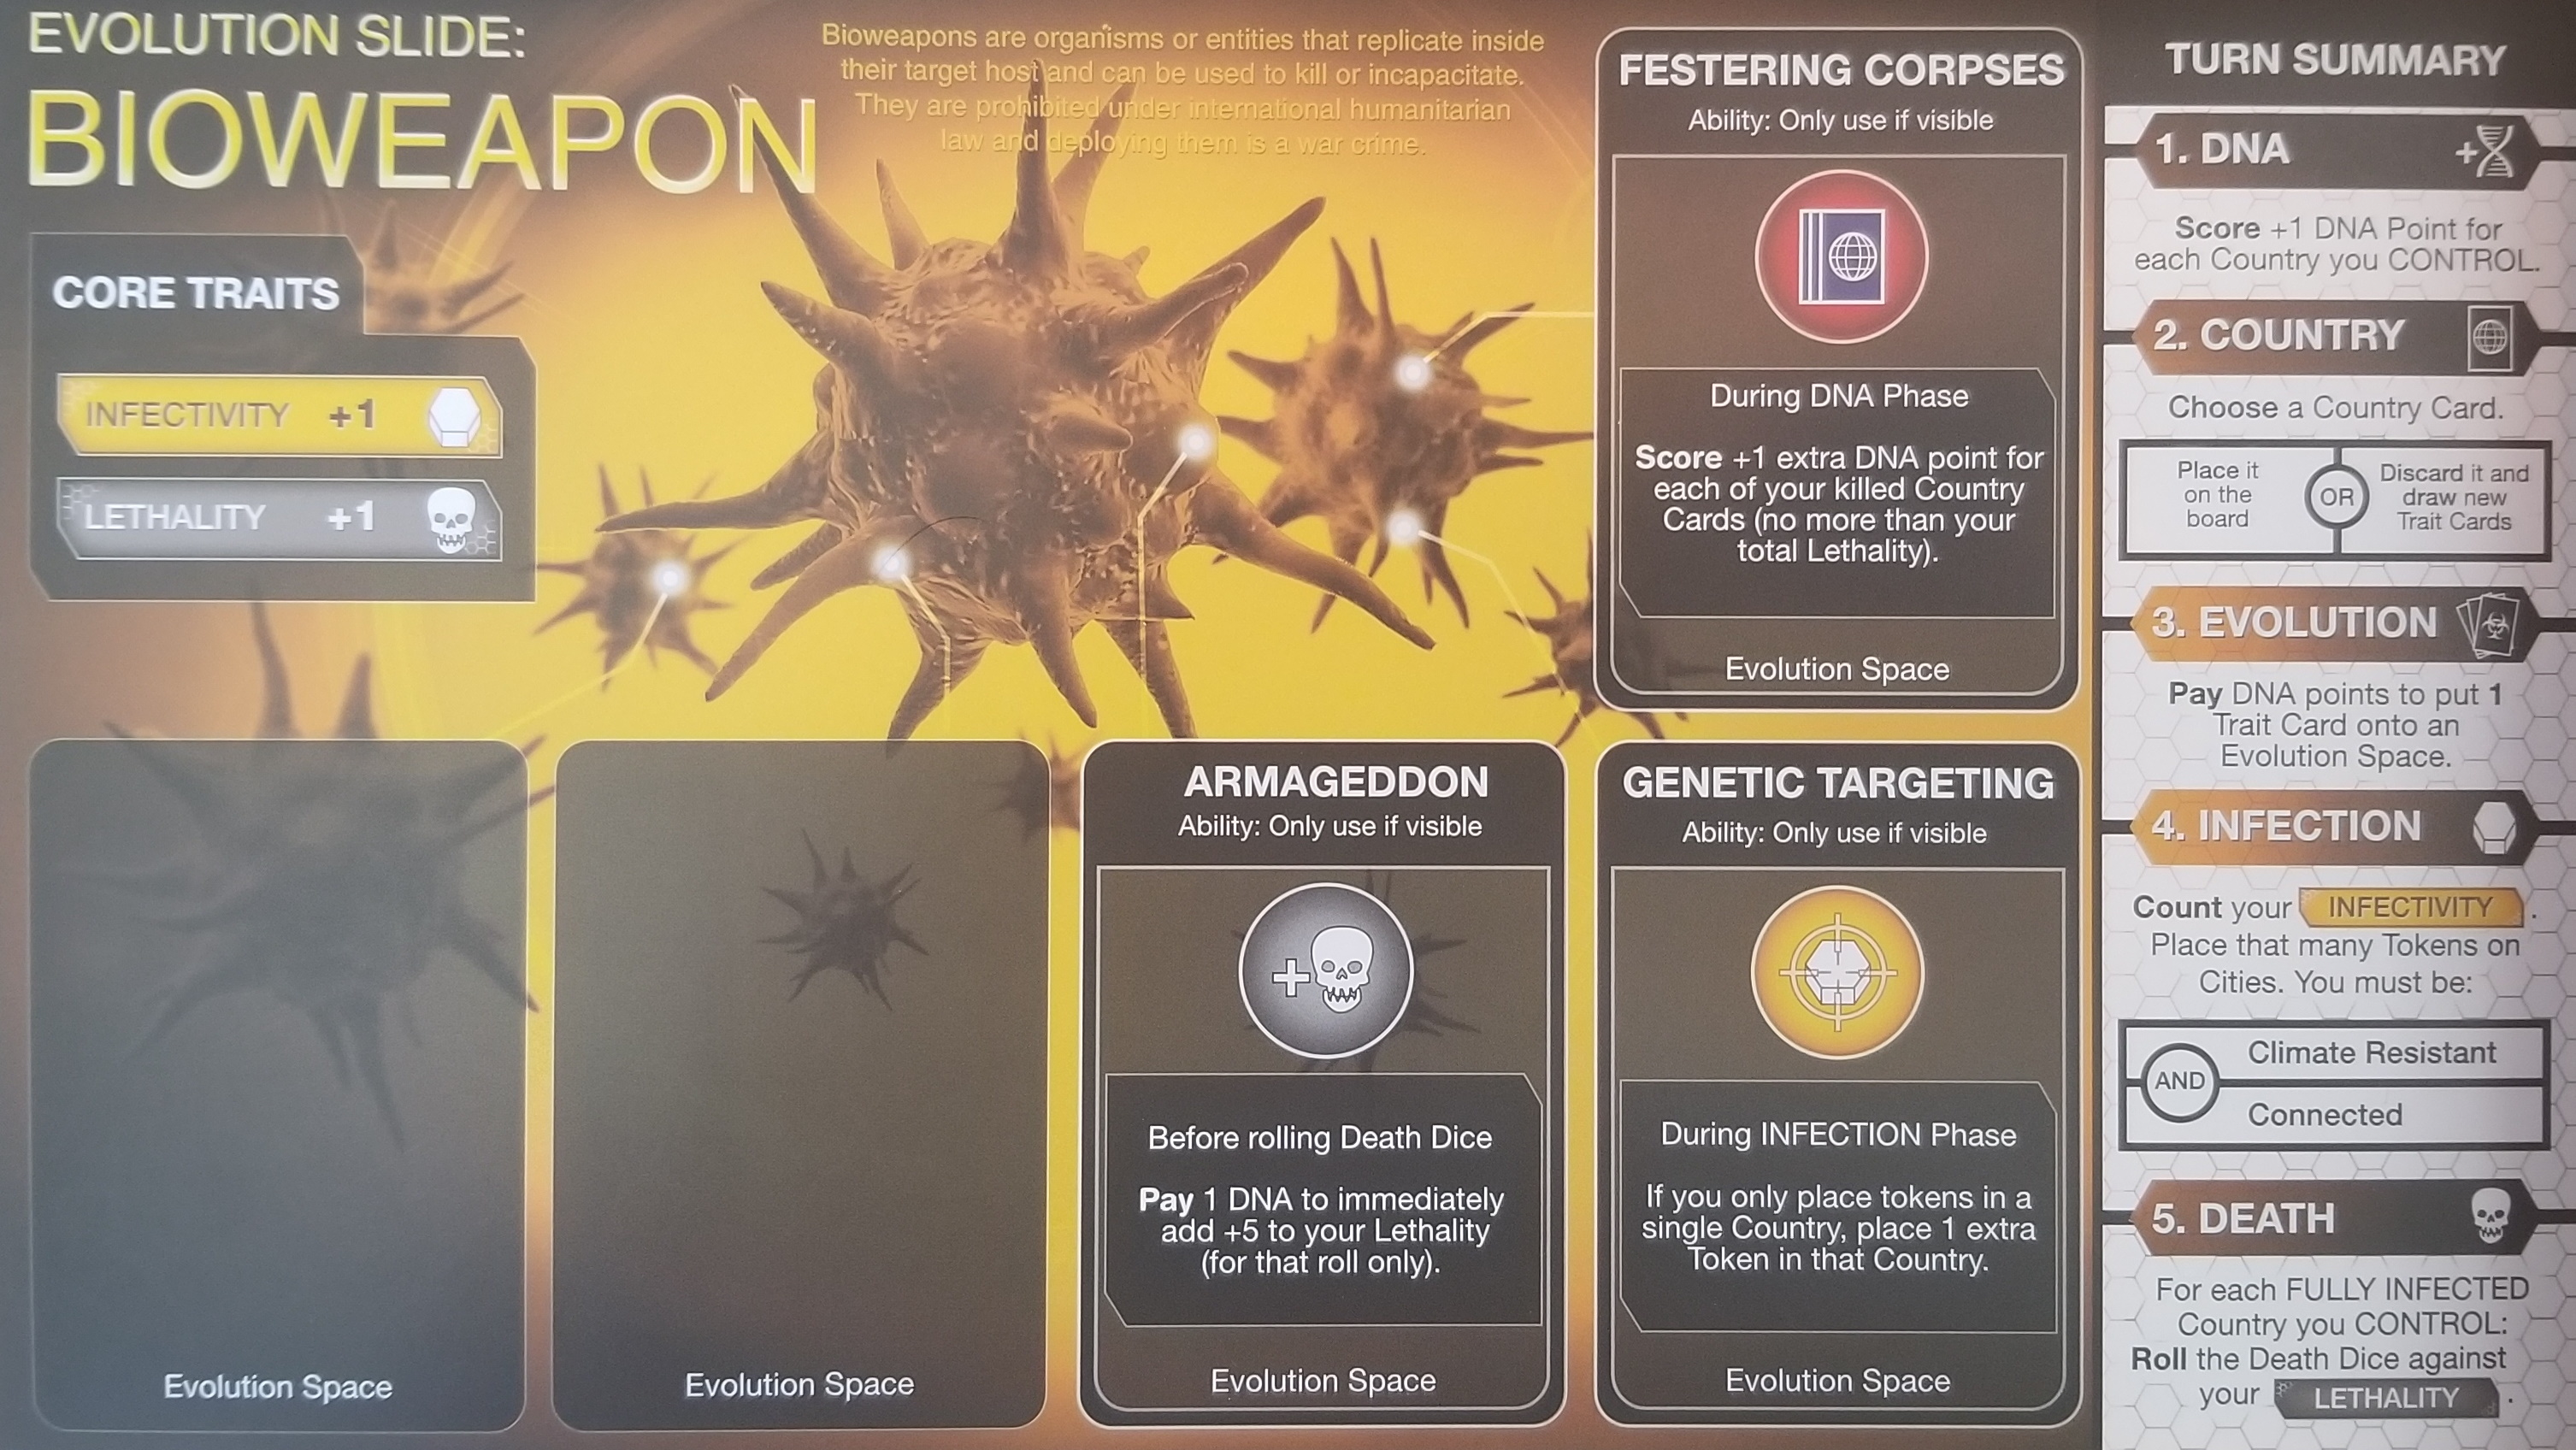 EVOLUTION SLIDE:
BIOWEAPON
Bioweapons are organisms or entities that replicate inside
their target host and can be used to kill or incapacitate.
They are prohibited under international humanitarian
law and deploying them is a war crime.
CORE TRAITS
INFECTIVITY +1
LETHALITY +1
FESTERING CORPSES
Ability: Only use if visible
During DNA Phase
Score +1 extra DNA point for
each of your killed Country
Cards (no more than your
total Lethality).
Evolution Space
Evolution Space
Evolution Space
ARMAGEDDON
Ability: Only use if visible
Before rolling Death Dice
Pay 1 DNA to immediately
add +5 to your Lethality
(for that roll only).
Evolution Space
GENETIC TARGETING
Ability: Only use if visible
During INFECTION Phase
If you only place tokens in a
single Country, place 1 extra
Token in that Country.
Evolution Space
TURN SUMMARY
1. DNA +
Score +1 DNA Point for
each Country you CONTROL.
2. COUNTRY
Choose a Country Card.
Place it
on the
board
OR
Discard it and
draw new
Trait Cards
3. EVOLUTION
Pay DNA points to put 1
Trait Card onto an
Evolution Space.
4. INFECTION
Count your INFECTIVITY .
Place that many Tokens on
Cities. You must be:
AND
Climate Resistant
Connected
5. DEATH
For each FULLY INFECTED
Country you CONTROL:
Roll the Death Dice against
your LETHALITY .